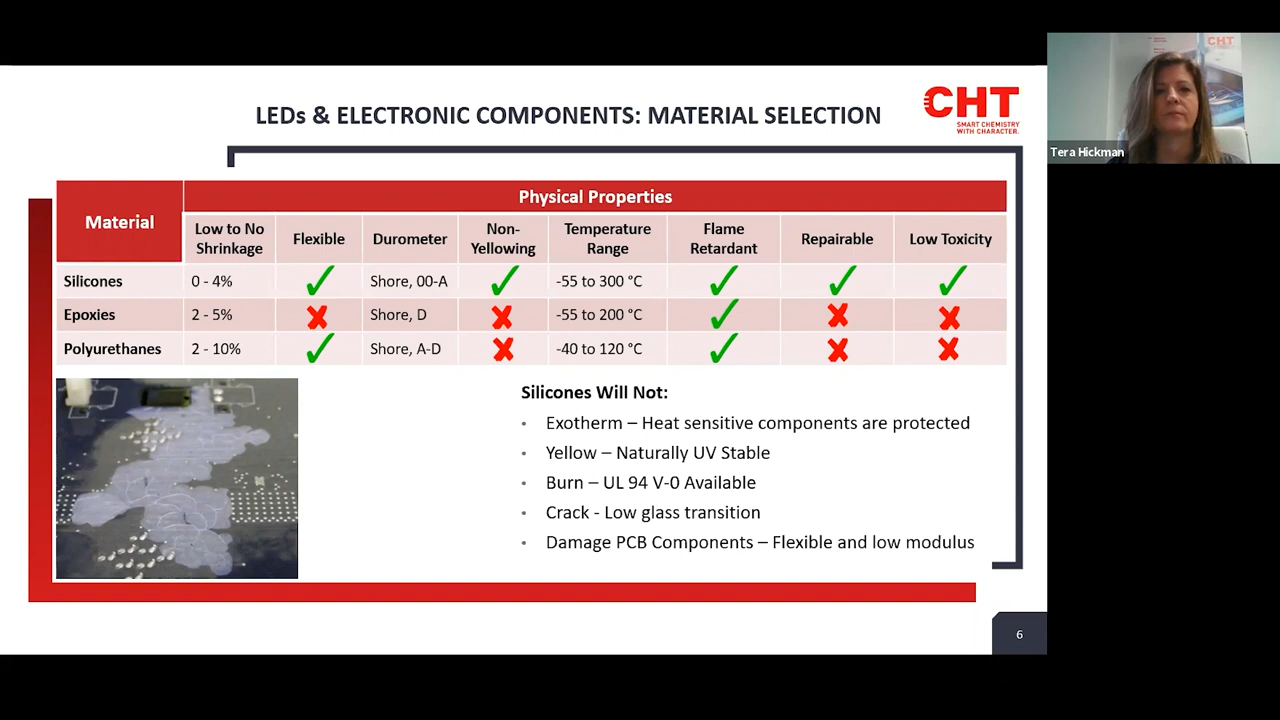 LEDs & ELECTRONIC COMPONENTS: MATERIAL SELECTION
CHT
SMART CHEMISTRY
WITH CHARACTER.
CHT
Tera Hickman
Material
Physical Properties
Low to No
Shrinkage
Flexible
Durometer
Non-
Yellowing
Temperature
Range
Flame
Retardant
Repairable
Low Toxicity
Silicones 0 - 4% ✓ Shore, 00-A ✓ -55 to 300 °C ✓ ✓ ✓
Epoxies 2 - 5% ✗ Shore, D ✗ -55 to 200 °C ✓ ✗ ✗
Polyurethanes 2 - 10% ✓ Shore, A-D ✗ -40 to 120 °C ✓ ✗ ✗
Silicones Will Not:
• Exotherm – Heat sensitive components are protected
• Yellow – Naturally UV Stable
• Burn – UL 94 V-0 Available
• Crack - Low glass transition
• Damage PCB Components – Flexible and low modulus
6